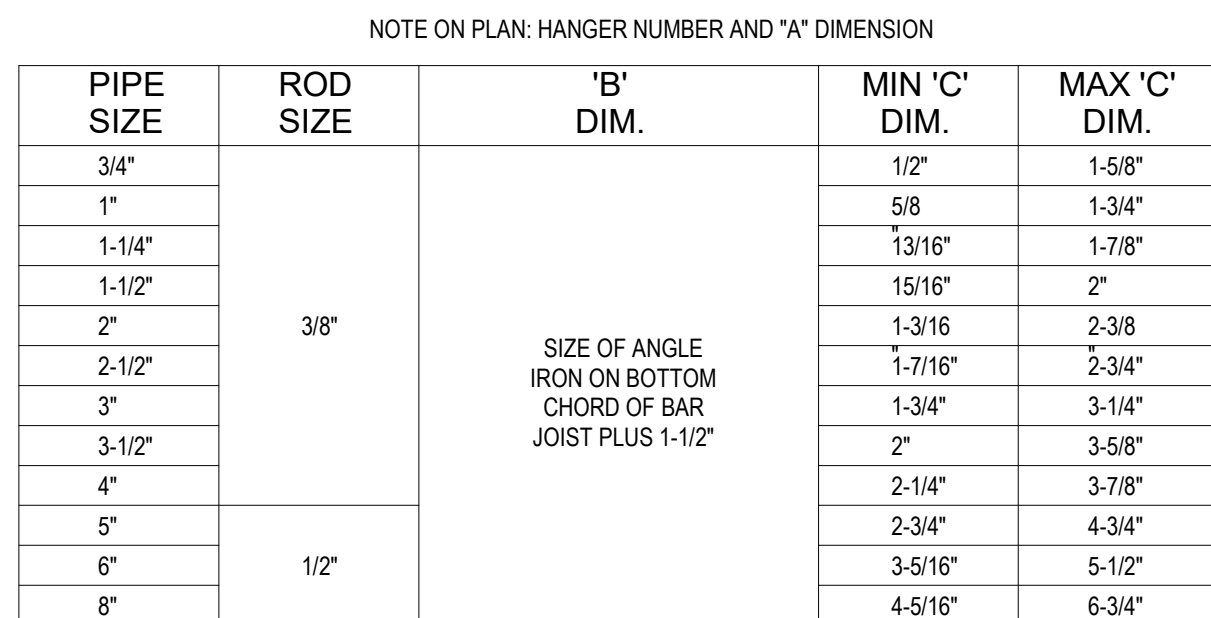 NOTE ON PLAN: HANGER NUMBER AND "A" DIMENSION
PIPE SIZE ROD SIZE 'B' DIM. MIN 'C' DIM. MAX 'C' DIM.
3/4" 1/2" 1-5/8"
1" 5/8" 1-3/4"
1-1/4" 13/16" 1-7/8"
1-1/2" 15/16" 2"
2" 3/8" 1-3/16" 2-3/8"
SIZE OF ANGLE
2-1/2" 1-7/16" 2-3/4"
IRON ON BOTTOM
3" CHORD OF BAR 1-3/4" 3-1/4"
3-1/2" JOIST PLUS 1-1/2" 2" 3-5/8"
4" 2-1/4" 3-7/8"
5" 2-3/4" 4-3/4"
6" 1/2" 3-5/16" 5-1/2"
8" 4-5/16" 6-3/4"